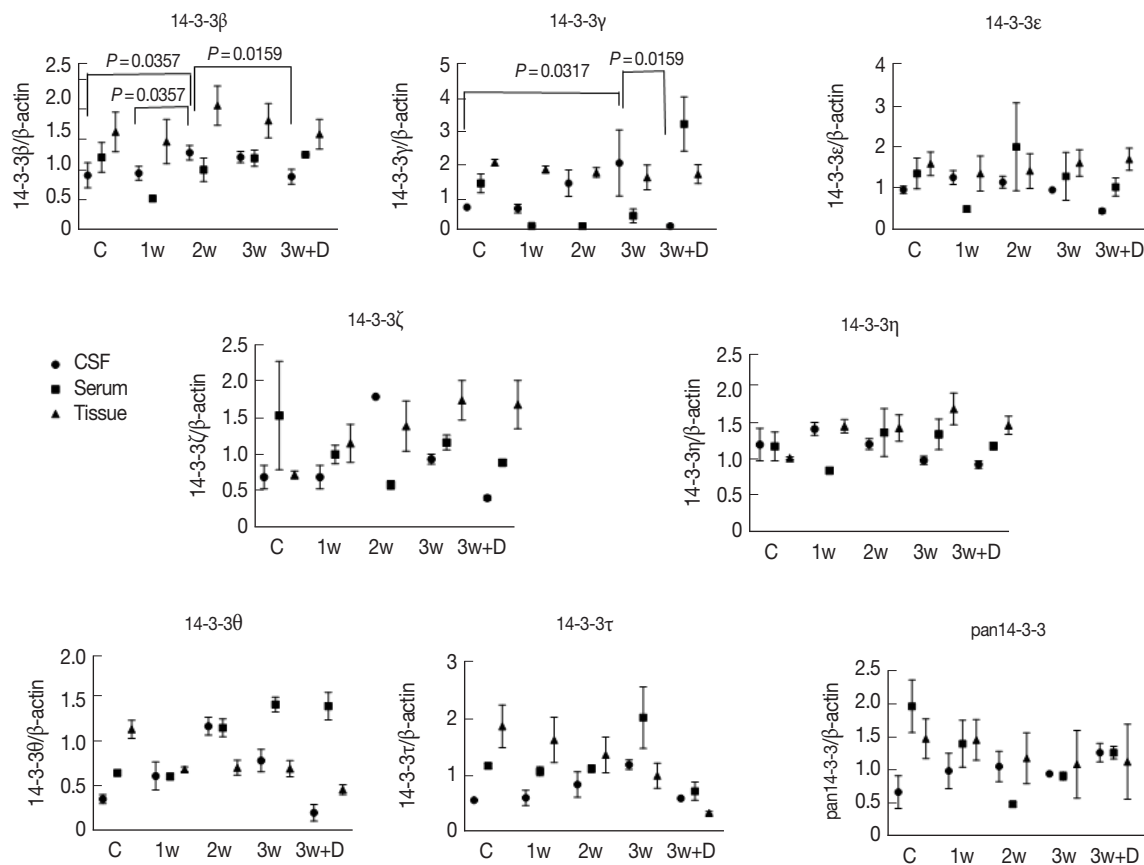 14-3-3β
14-3-3β/β-actin
2.5
2.0
1.5
1.0
0.5
0
P=0.0357
P=0.0357
P=0.0159
C 1w 2w 3w 3w+D
14-3-3γ
14-3-3γ/β-actin
5
4
3
2
1
0
P=0.0317
P=0.0159
C 1w 2w 3w 3w+D
14-3-3ε
14-3-3ε/β-actin
4
3
2
1
0
C 1w 2w 3w 3w+D
CSF
Serum
Tissue
14-3-3ζ
14-3-3ζ/β-actin
2.5
2.0
1.5
1.0
0.5
0
C 1w 2w 3w 3w+D
14-3-3η
14-3-3η/β-actin
2.5
2.0
1.5
1.0
0.5
0
C 1w 2w 3w 3w+D
14-3-3θ
14-3-3θ/β-actin
2.0
1.5
1.0
0.5
0
C 1w 2w 3w 3w+D
14-3-3τ
14-3-3τ/β-actin
3
2
1
0
C 1w 2w 3w 3w+D
pan14-3-3
pan14-3-3/β-actin
2.5
2.0
1.5
1.0
0.5
0
C 1w 2w 3w 3w+D